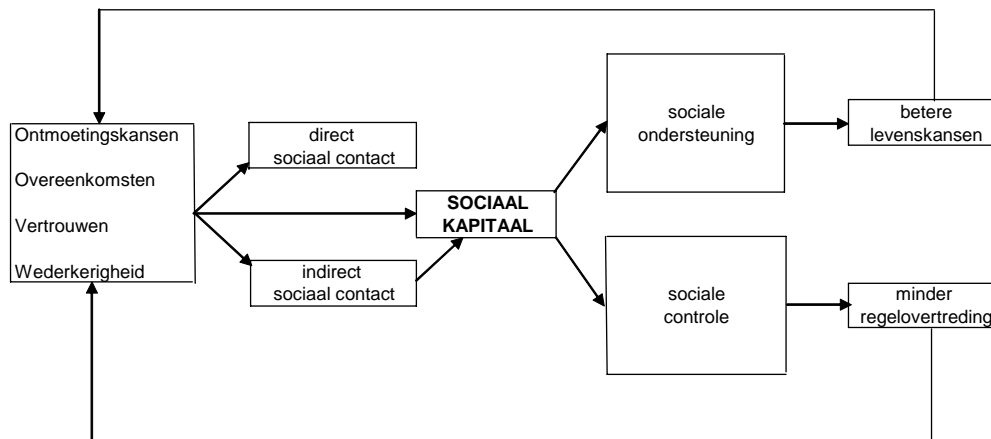 Ontmoetingskansen
Overeenkomsten
Vertrouwen
Wederkerigheid
direct
sociaal contact
indirect
sociaal contact
SOCIAAL
KAPITAAL
sociale
ondersteuning
sociale
controle
betere
levenskansen
minder
regelovertreding